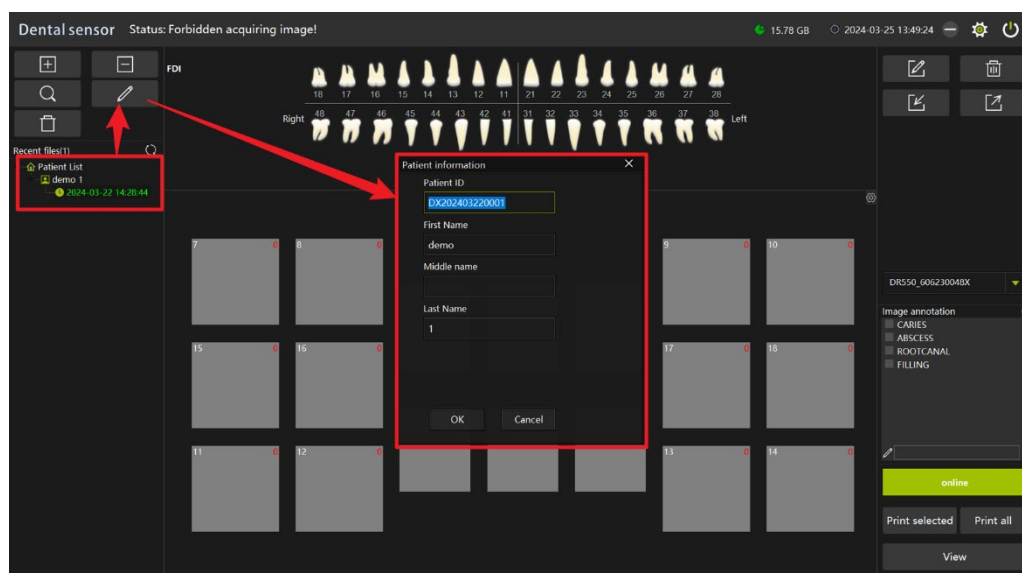 Dental sensor Status: Forbidden acquiring image! 15.78 GB 2024-03-25 13:49:24
FDI
18 17 16 15 14 13 12 11 21 22 23 24 25 26 27 28
Right 48 47 46 45 44 43 42 41 31 32 33 34 35 36 37 38 Left
Recent files(1)
Patient List
demo 1
2024-03-22 14:28:44
Patient information
Patient ID
DX202403220001
First Name
demo
Middle name
Last Name
1
OK Cancel
7 0 8 0 9 0 10 0
15 0 16 0 17 0 18 0
11 0 12 0 13 0 14 0
DR550_606230048X
Image annotation
CARIES
ABSCESS
ROOTCANAL
FILLING
online
Print selected Print all
View